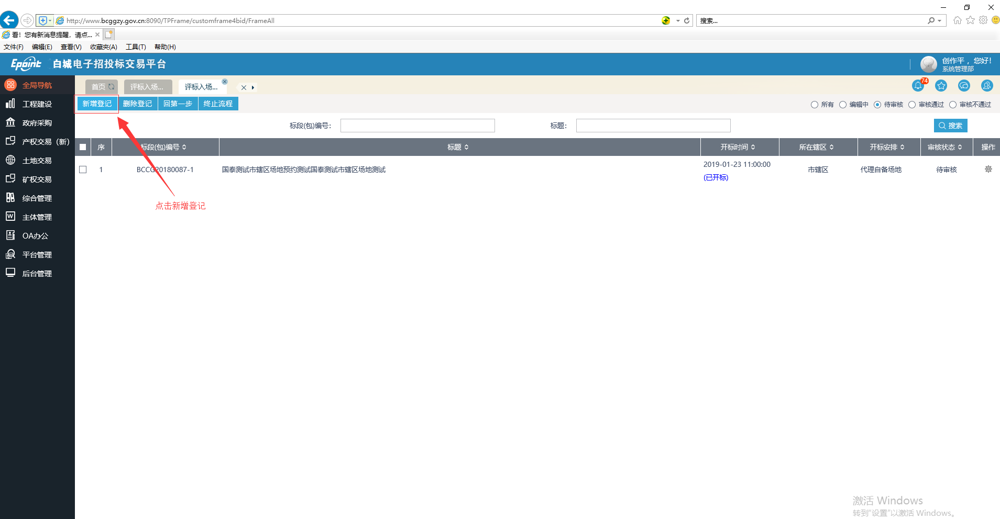 http://www.bcggzy.gov.cn:8090/TPFrame/customframe4bid/FrameAll
搜索...
看！您有新消息提醒，请点...
文件(F) 编辑(E) 查看(V) 收藏夹(A) 工具(T) 帮助(H)
Epoint 白城电子招投标交易平台
创作平 ，您好！
系统管理部
全局导航
首页 评标入场... 评标入场...
74
工程建设
新增登记 删除登记 回第一步 终止流程
所有 编辑中 待审核 审核通过 审核不通过
政府采购
标段(包)编号： 标题： 搜索
产权交易（新）
序 标段(包)编号 标题 开标时间 所在辖区 开标安排 审核状态 操作
土地交易
1 BCCG20180087-1 国泰测试市辖区场地预约测试国泰测试市辖区场地测试 2019-01-23 11:00:00 市辖区 代理自备场地 待审核
(已开标)
矿权交易
综合管理
点击新增登记
主体管理
OA办公
平台管理
后台管理
激活 Windows
转到“设置”以激活 Windows。